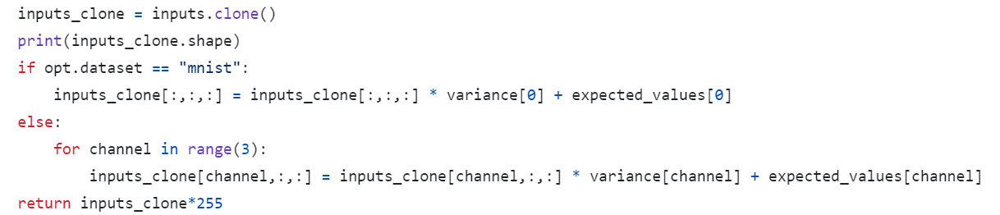 inputs_clone = inputs.clone()
print(inputs_clone.shape)
if opt.dataset == "mnist":
    inputs_clone[:,:,:] = inputs_clone[:,:,:] * variance[0] + expected_values[0]
else:
    for channel in range(3):
        inputs_clone[channel,:,:] = inputs_clone[channel,:,:] * variance[channel] + expected_values[channel]
return inputs_clone*255